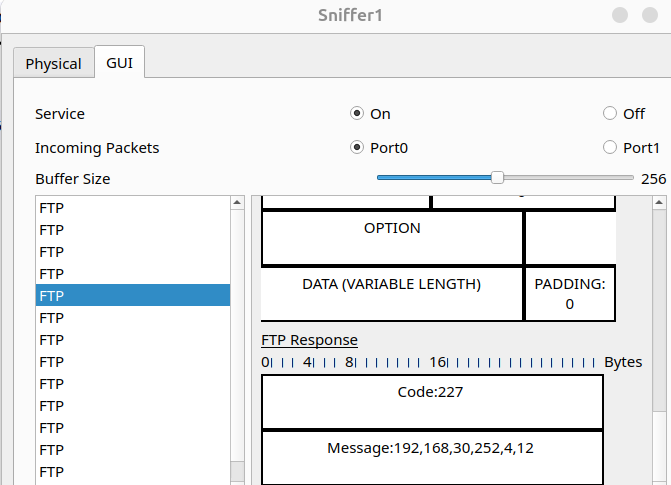 Sniffer1
Physical GUI
Service On Off
Incoming Packets Port0 Port1
Buffer Size 256
FTP
FTP
FTP
FTP
FTP
FTP
FTP
FTP
FTP
FTP
FTP
FTP
FTP
OPTION
DATA (VARIABLE LENGTH) PADDING:
0
FTP Response
0 4 8 16 Bytes
Code:227
Message:192,168,30,252,4,12